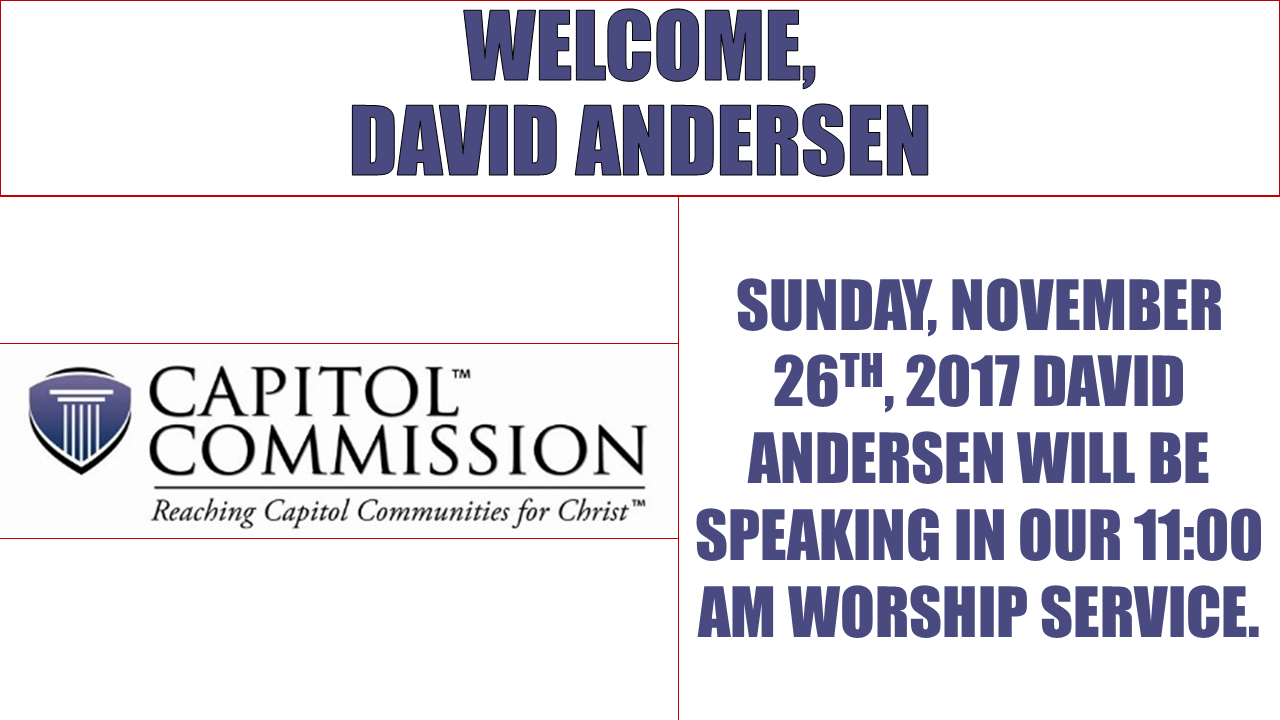 WELCOME,
DAVID ANDERSEN
CAPITOL™
COMMISSION
Reaching Capitol Communities for Christ™
SUNDAY, NOVEMBER
26TH, 2017 DAVID
ANDERSEN WILL BE
SPEAKING IN OUR 11:00
AM WORSHIP SERVICE.